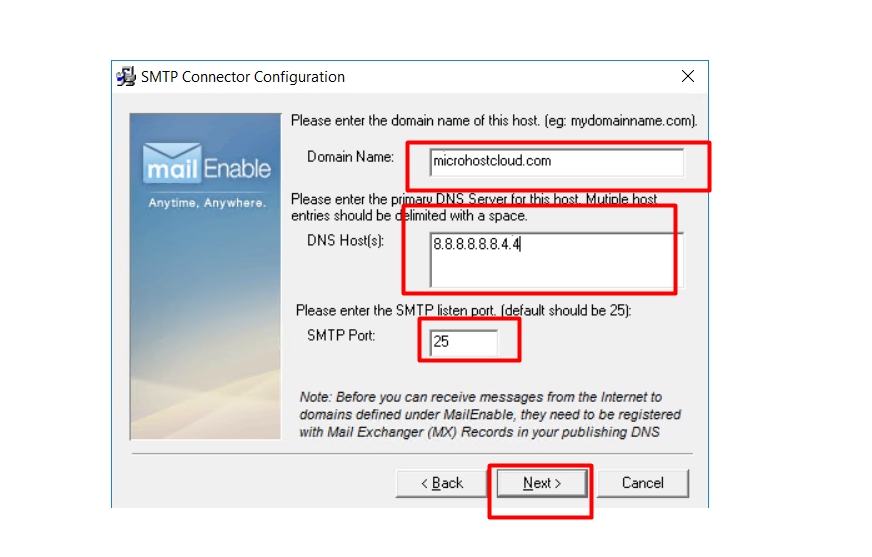 SMTP Connector Configuration
Please enter the domain name of this host. (eg: mydomainname.com).
mail Enable
Anytime, Anywhere.
Domain Name:
microhostcloud.com
Please enter the primary DNS Server for this host. Mutiple host
entries should be delimited with a space.
DNS Host(s):
8.8.8.8.8.8.4.4
Please enter the SMTP listen port. (default should be 25):
SMTP Port:
25
Note: Before you can receive messages from the Internet to
domains defined under MailEnable, they need to be registered
with Mail Exchanger (MX) Records in your publishing DNS
< Back
Next >
Cancel